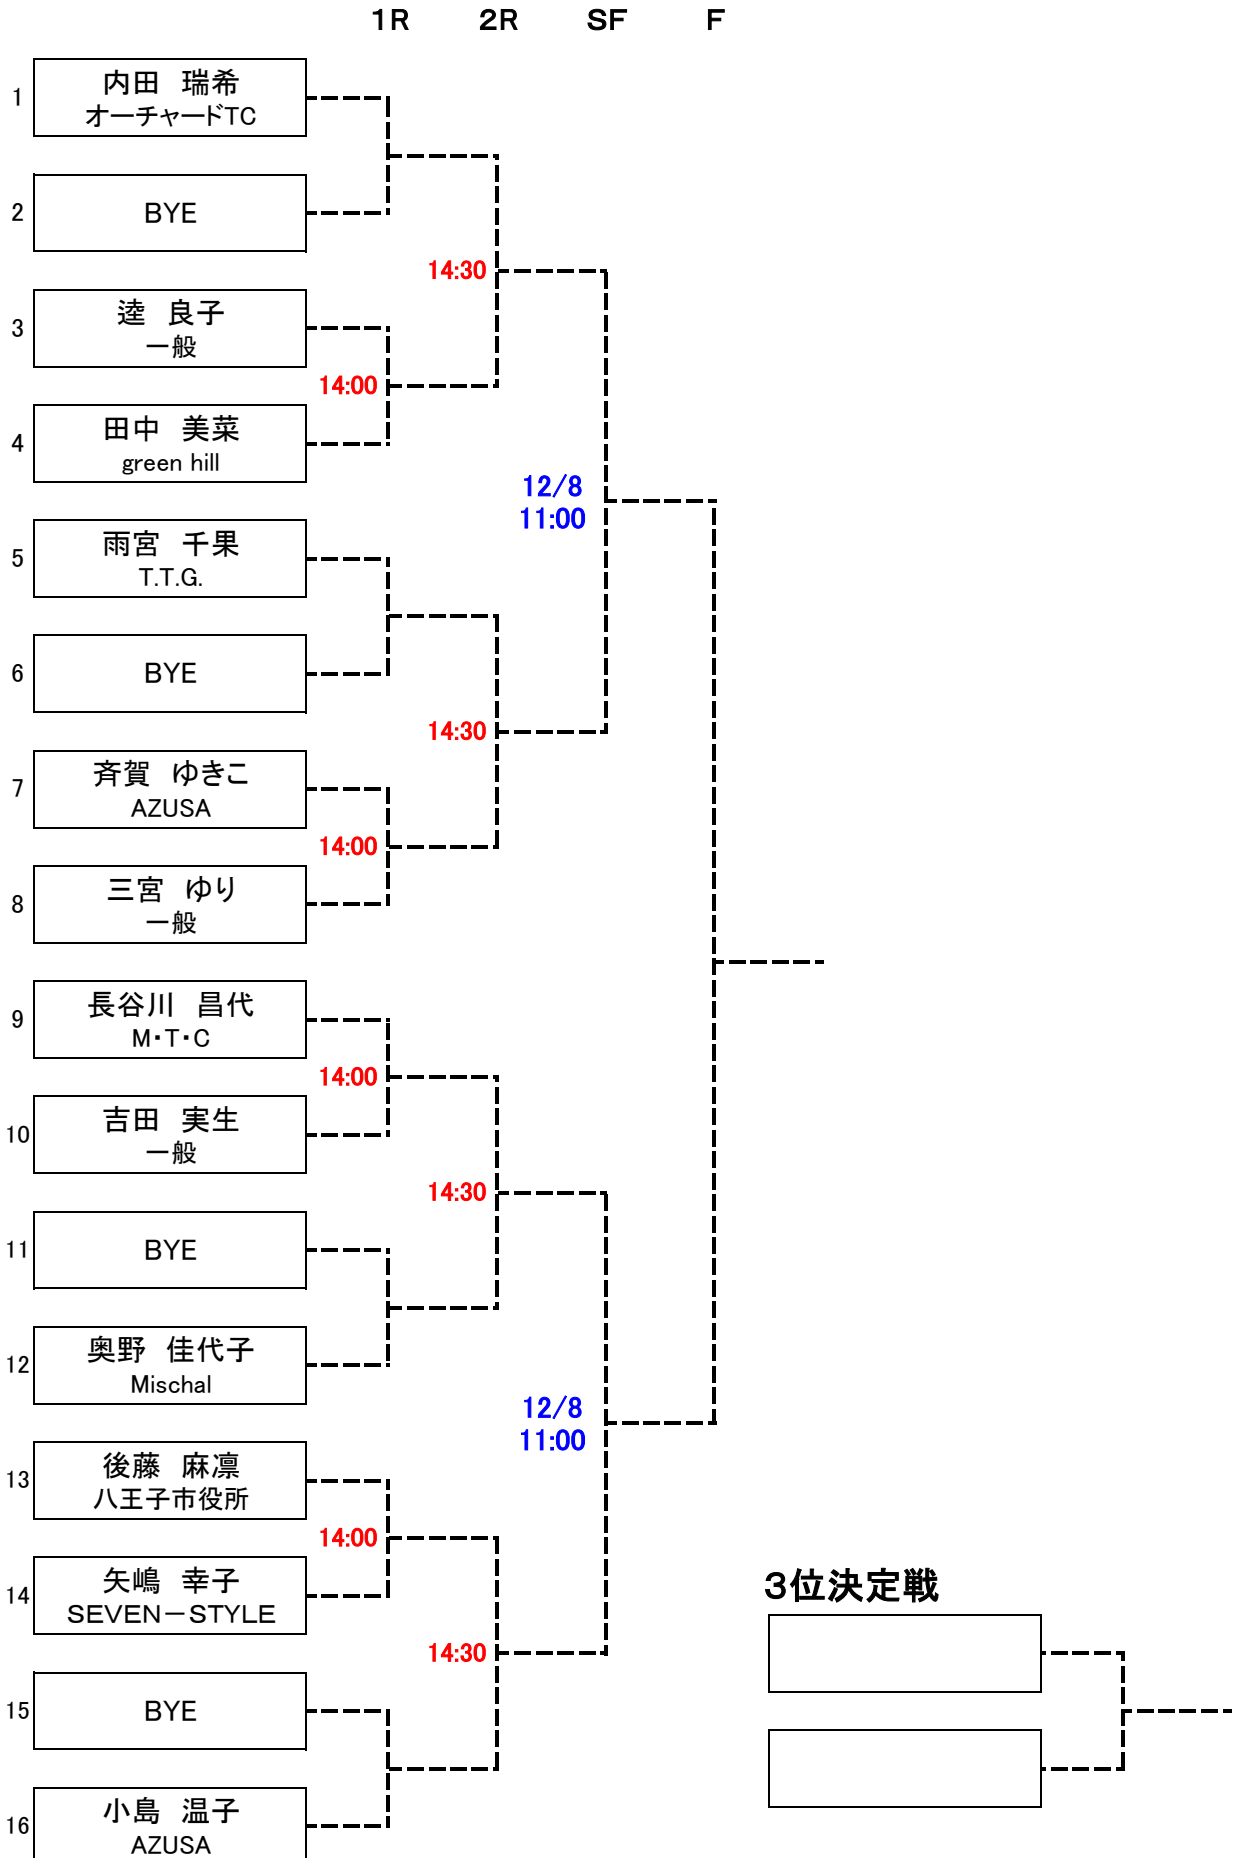 1R 2R SF F
1 内田 瑞希
オーチャードTC
2 BYE
14:30
3 逵 良子
一般
14:00
4 田中 美菜
green hill
12/8
11:00
5 雨宮 千果
T.T.G.
6 BYE
14:30
7 斉賀 ゆきこ
AZUSA
14:00
8 三宮 ゆり
一般
9 長谷川 昌代
M・T・C
14:00
10 吉田 実生
一般
14:30
11 BYE
12 奥野 佳代子
Mischal
12/8
11:00
13 後藤 麻凛
八王子市役所
14:00
14 矢嶋 幸子
SEVEN－STYLE
3位決定戦
14:30
15 BYE
16 小島 温子
AZUSA